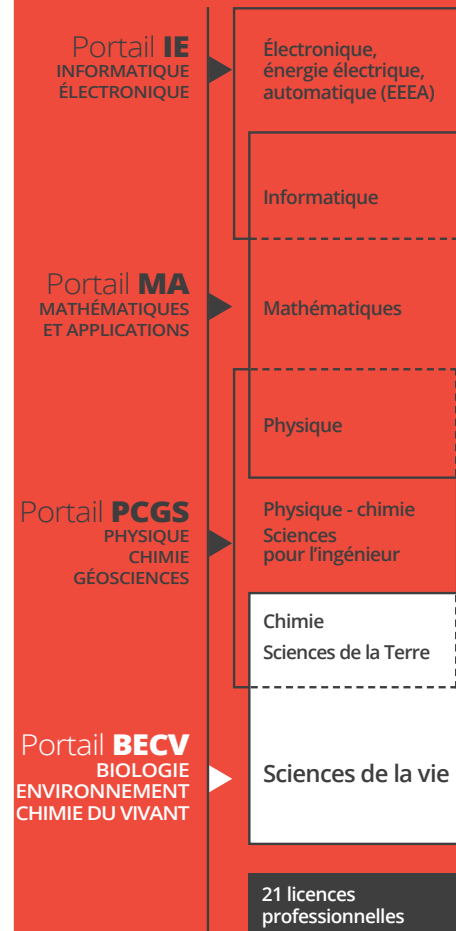 Portail IE
INFORMATIQUE
ÉLECTRONIQUE
Électronique,
énergie électrique,
automatique (EEEA)
Informatique
Portail MA
MATHÉMATIQUES
ET APPLICATIONS
Mathématiques
Physique
Portail PCGS
PHYSIQUE
CHIMIE
GÉOSCIENCES
Physique - chimie
Sciences
pour l'ingénieur
Chimie
Sciences de la Terre
Portail BECV
BIOLOGIE
ENVIRONNEMENT
CHIMIE DU VIVANT
Sciences de la vie
21 licences
professionnelles